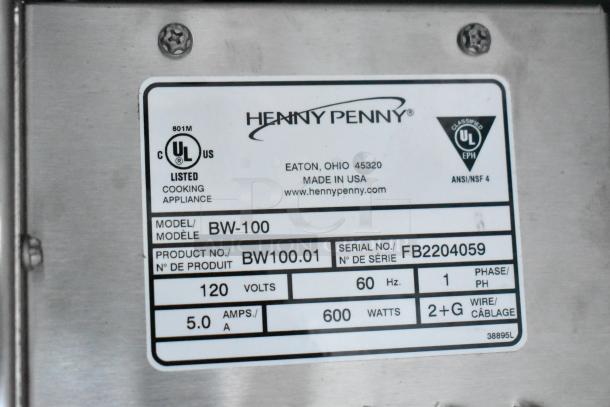 HENNY PENNY®
801M
C UL US
LISTED
COOKING
APPLIANCE
EATON, OHIO 45320
MADE IN USA
www.hennypenny.com
CLASSIFIED
UL
EPH
ANSI/NSF 4
MODEL/
MODÈLE BW-100
PRODUCT NO./
N° DE PRODUIT BW100.01
SERIAL NO./
N° DE SÉRIE FB2204059
120 VOLTS 60 Hz. 1 PHASE/
PH
5.0 AMPS./
A 600 WATTS 2+G WIRE/
CÂBLAGE
38895L